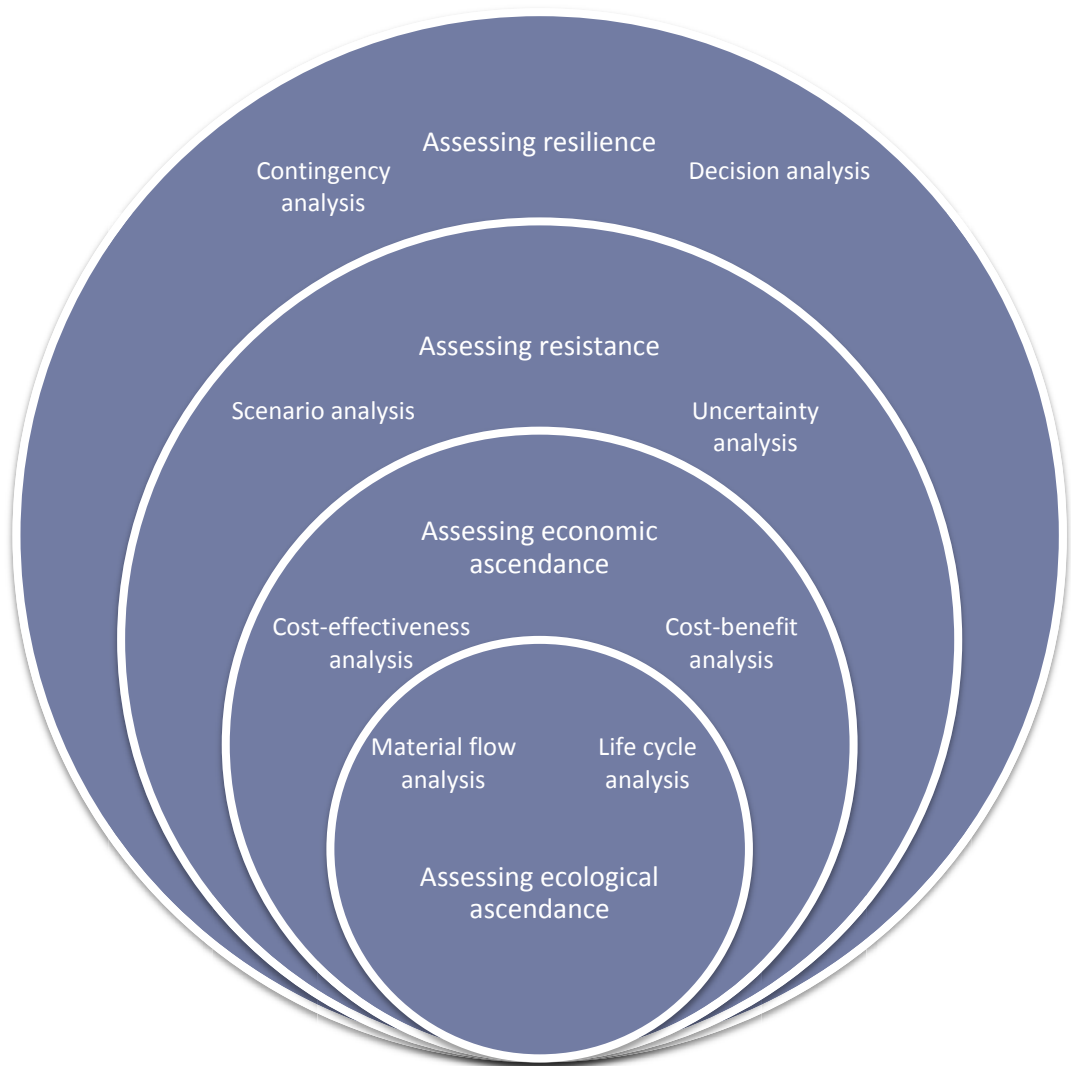 Assessing resilience
Contingency
analysis
Decision analysis
Assessing resistance
Scenario analysis
Uncertainty
analysis
Assessing economic
ascendance
Cost-effectiveness
analysis
Cost-benefit
analysis
Material flow
analysis
Life cycle
analysis
Assessing ecological
ascendance